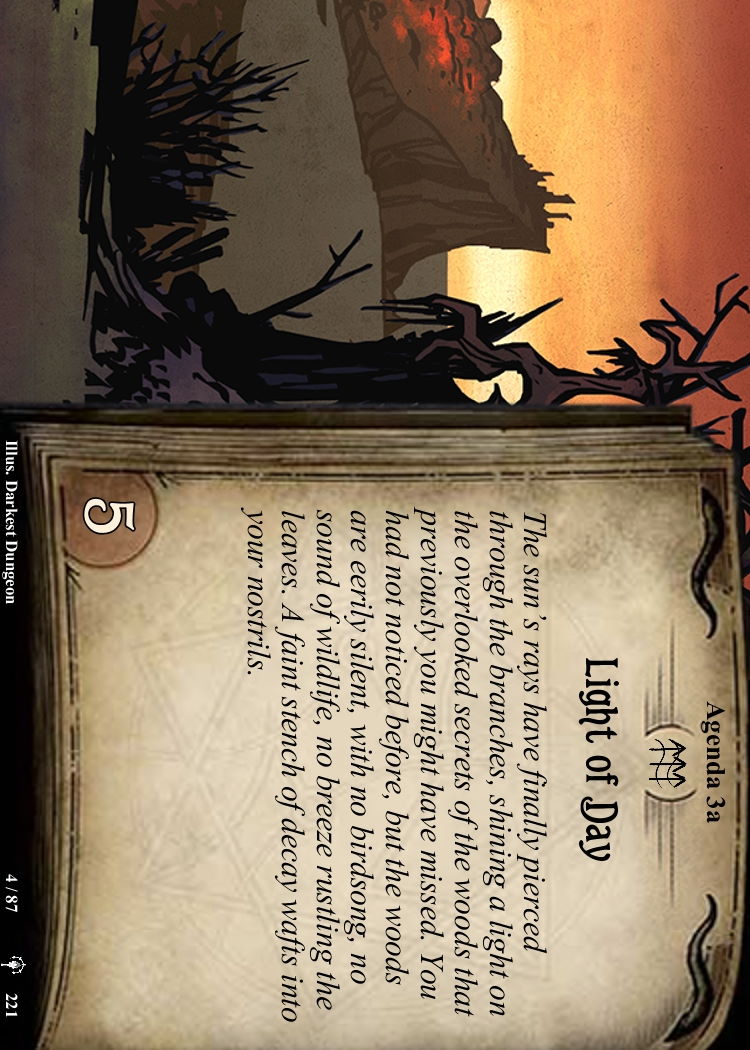 Agenda 3a
Light of Day
The sun's rays have finally pierced
through the branches, shining a light on
the overlooked secrets of the woods that
previously you might have missed. You
had not noticed before, but the woods
are eerily silent, with no birdsong, no
sound of wildlife, no breeze rustling the
leaves. A faint stench of decay wafts into
your nostrils.
5
Illus. Darkest Dungeon
4 / 87
221